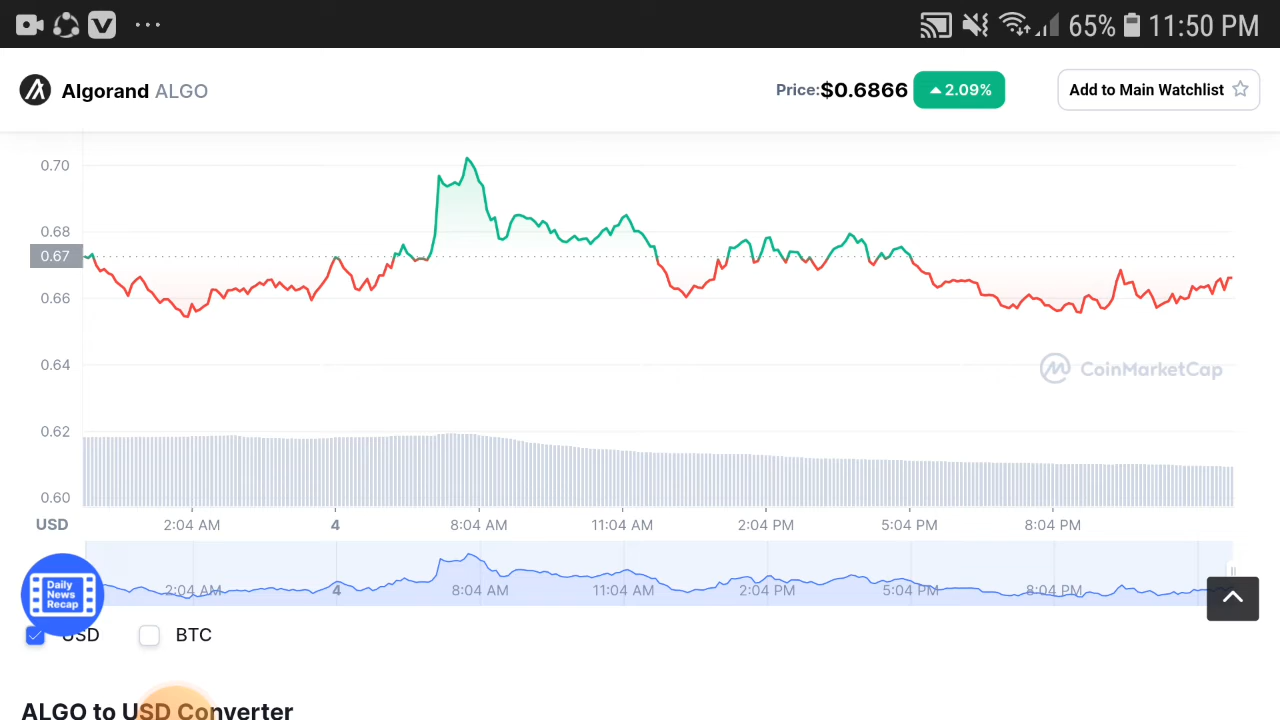 65% 11:50 PM
Algorand ALGO Price:$0.6866 2.09% Add to Main Watchlist
0.70
0.68
0.67
0.66
0.64
CoinMarketCap
0.62
0.60
USD 2:04 AM 4 8:04 AM 11:04 AM 2:04 PM 5:04 PM 8:04 PM
Daily
News
Recap
2:04 AM 4 8:04 AM 11:04 AM 2:04 PM 5:04 PM 8:04 PM
USD BTC
ALGO to USD Converter